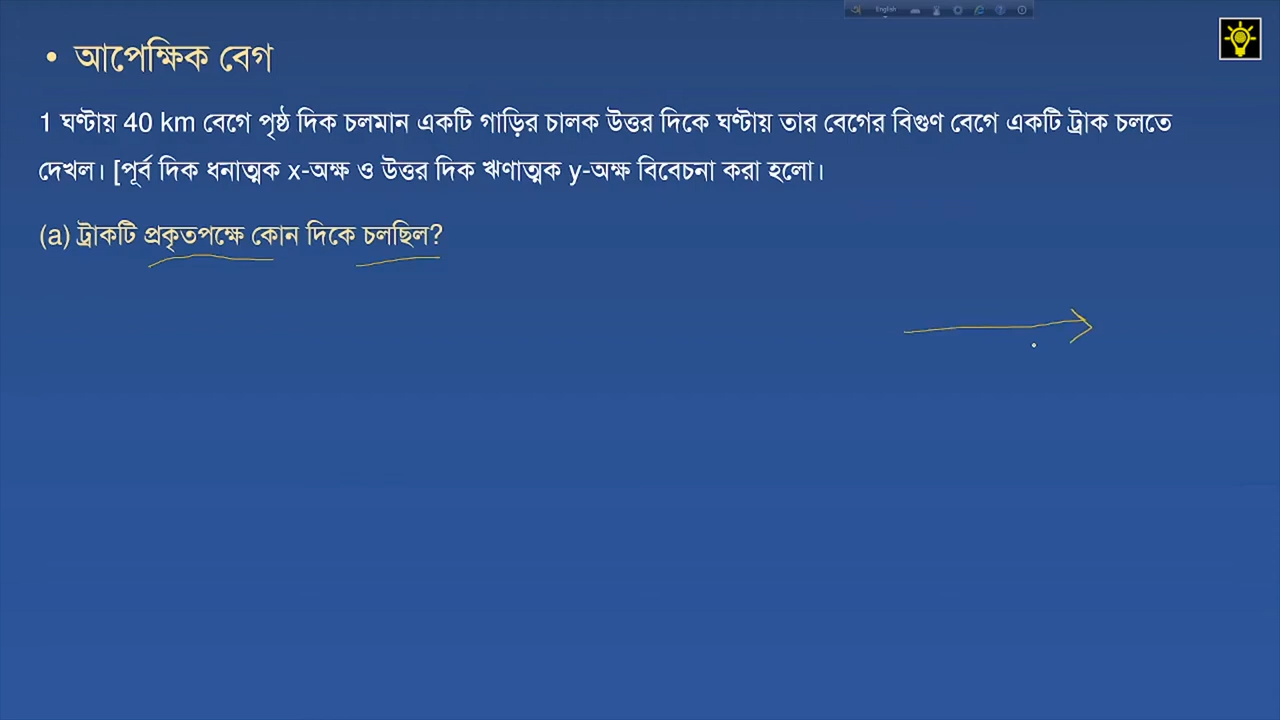 English
• আপেক্ষিক বেগ
1 ঘণ্টায় 40 km বেগে পৃষ্ঠ দিক চলমান একটি গাড়ির চালক উত্তর দিকে ঘণ্টায় তার বেগের বিগুণ বেগে একটি ট্রাক চলতে
দেখল। [পূর্ব দিক ধনাত্মক x-অক্ষ ও উত্তর দিক ঋণাত্মক y-অক্ষ বিবেচনা করা হলো।
(a) ট্রাকটি প্রকৃতপক্ষে কোন দিকে চলছিল?